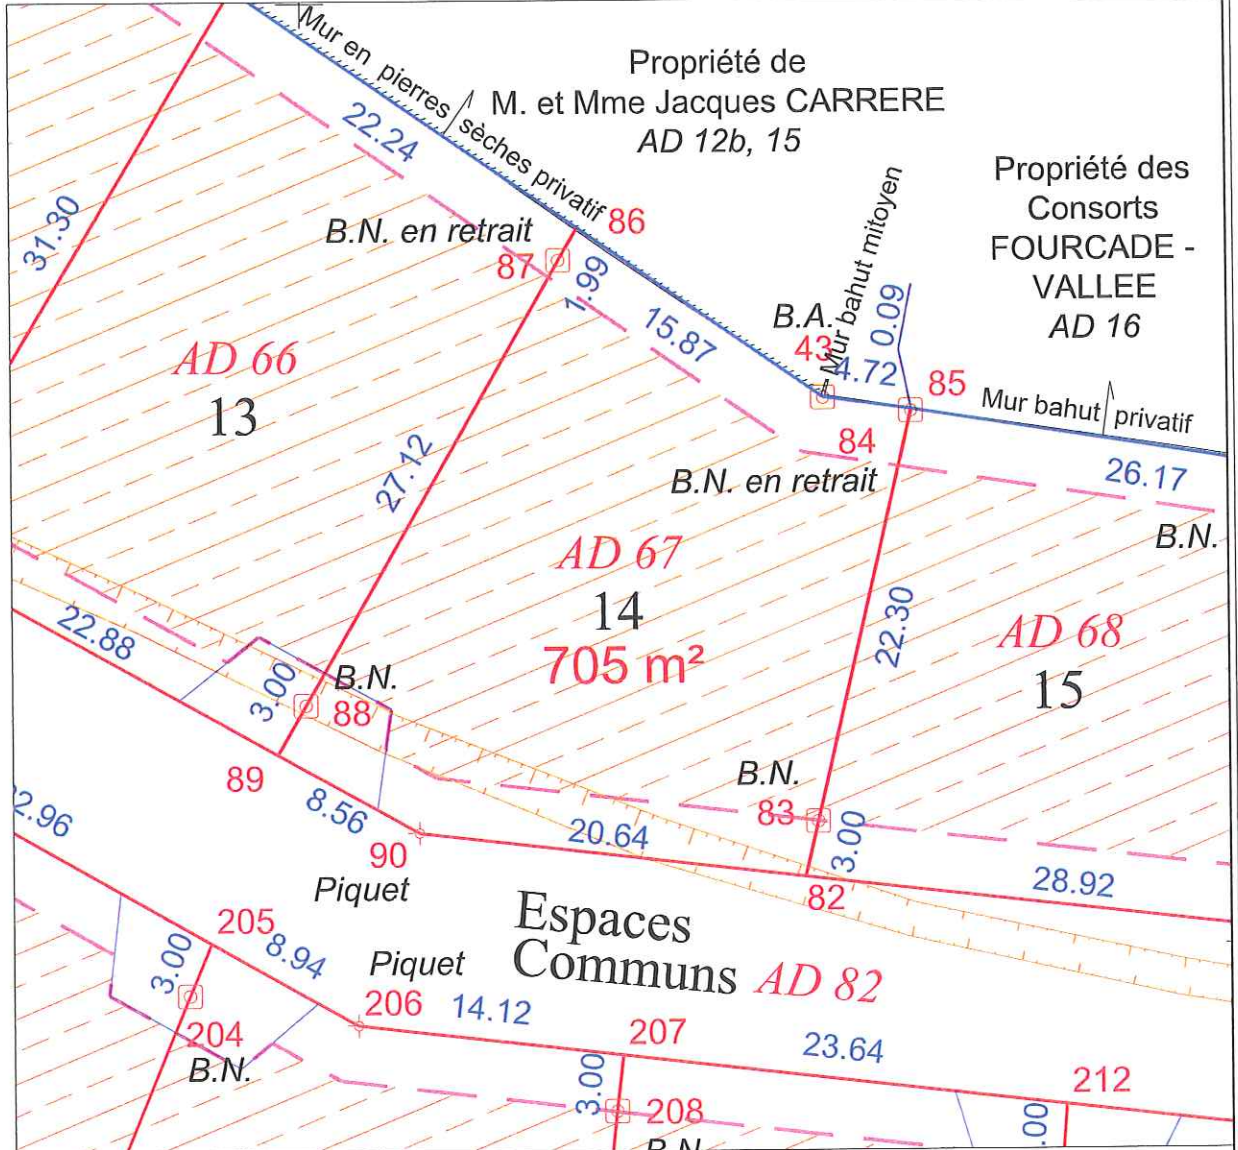 Mur en pierres sèches privatif
Propriété de
M. et Mme Jacques CARRERE
AD 12b, 15
Propriété des
Consorts
FOURCADE -
VALLEE
AD 16
22.24
31.30
B.N. en retrait
86
87
1.99
15.87
B.A.
43
Mur bahut mitoyen
0.09
4.72
85
Mur bahut privatif
84
B.N. en retrait
26.17
B.N.
AD 66
13
27.12
AD 67
14
705 m²
22.30
AD 68
15
22.88
3.00
B.N.
88
89
8.56
90
Piquet
20.64
B.N.
83
3.00
82
28.92
2.96
205
8.94
3.00
204
B.N.
Piquet
206
14.12
Espaces
Communs AD 82
207
23.64
3.00
208
B.N.
212
.00